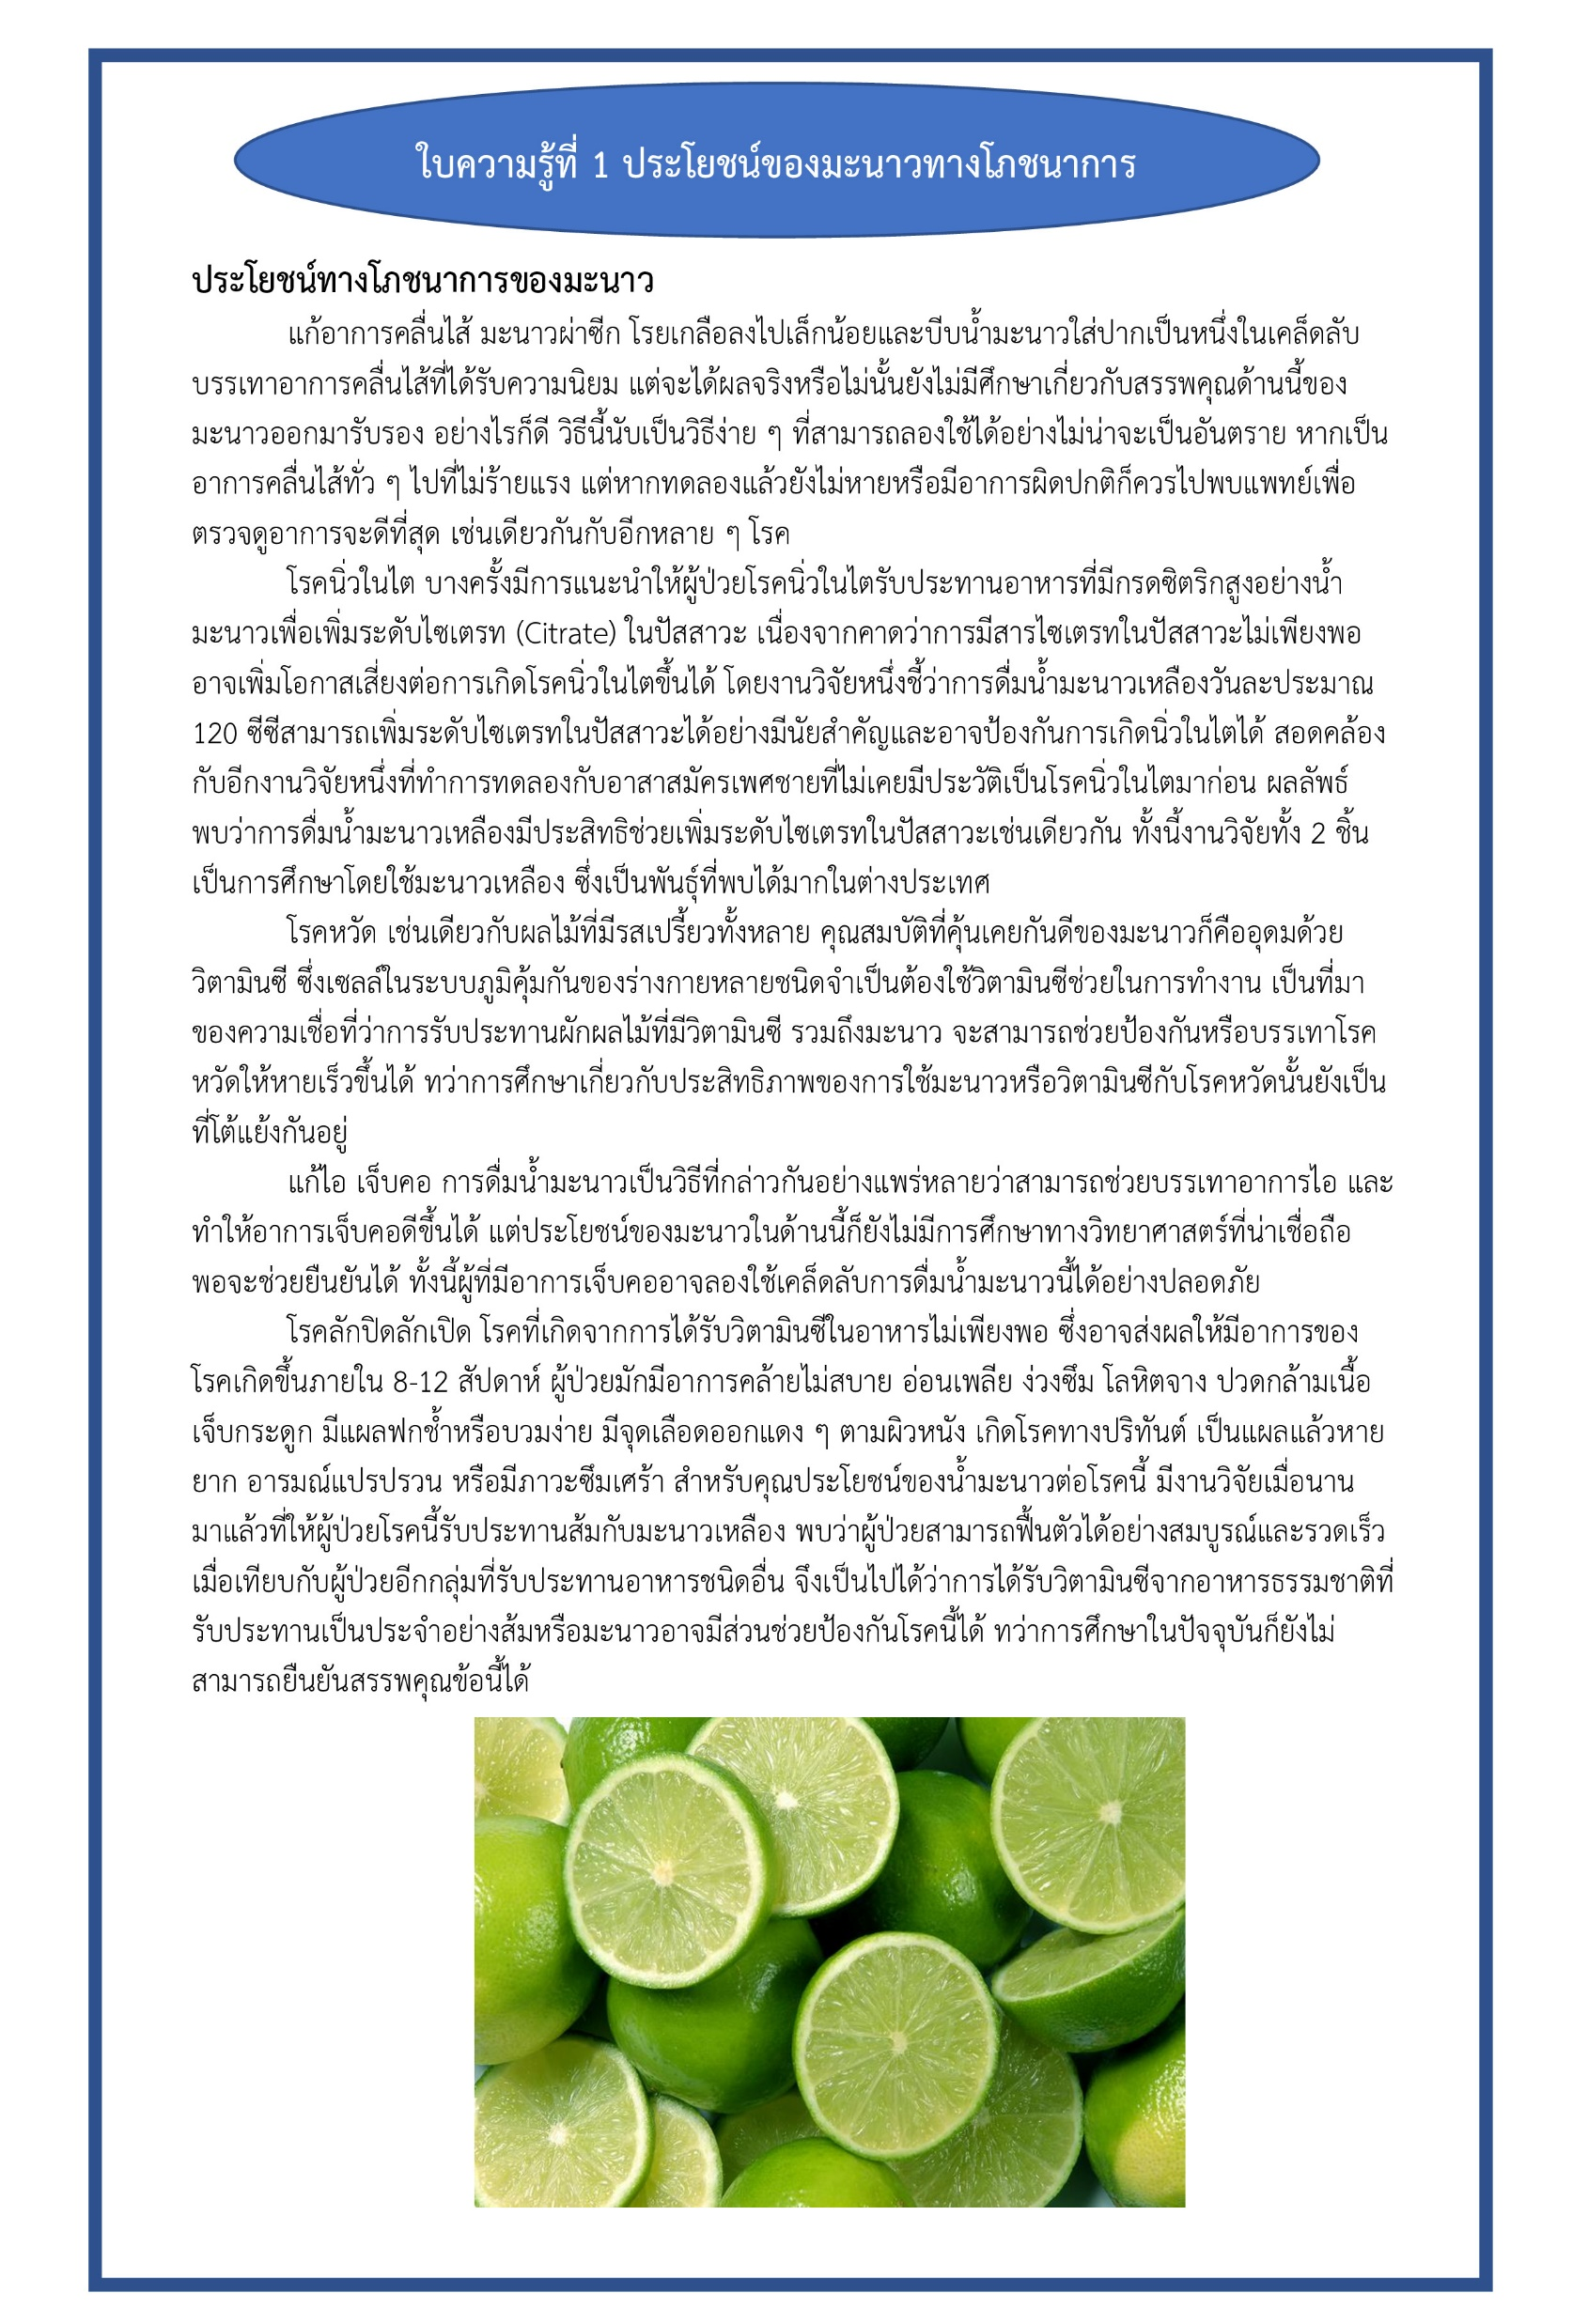 ใบความรู้ที่ 1 ประโยชน์ของมะนาวทางโภชนาการ
ประโยชน์ทางโภชนาการของมะนาว
แก้อาการคลื่นไส้ มะนาวผ่าซีก โรยเกลือลงไปเล็กน้อยและบีบน้ำมะนาวใส่ปากเป็นหนึ่งในเคล็ดลับ
บรรเทาอาการคลื่นไส้ที่ได้รับความนิยม แต่จะได้ผลจริงหรือไม่นั้นยังไม่มีศึกษาเกี่ยวกับสรรพคุณด้านนี้ของ
มะนาวออกมารับรอง อย่างไรก็ดี วิธีนี้นับเป็นวิธีง่าย ๆ ที่สามารถลองใช้ได้อย่างไม่น่าจะเป็นอันตราย หากเป็น
อาการคลื่นไส้ทั่ว ๆ ไปที่ไม่ร้ายแรง แต่หากทดลองแล้วยังไม่หายหรือมีอาการผิดปกติก็ควรไปพบแพทย์เพื่อ
ตรวจดูอาการจะดีที่สุด เช่นเดียวกันกับอีกหลาย ๆ โรค
โรคนิ่วในไต บางครั้งมีการแนะนำให้ผู้ป่วยโรคนิ่วในไตรับประทานอาหารที่มีกรดซิตริกสูงอย่างน้ำ
มะนาวเพื่อเพิ่มระดับไซเตรท (Citrate) ในปัสสาวะ เนื่องจากคาดว่าการมีสารไซเตรทในปัสสาวะไม่เพียงพอ
อาจเพิ่มโอกาสเสี่ยงต่อการเกิดโรคนิ่วในไตขึ้นได้ โดยงานวิจัยหนึ่งชี้ว่าการดื่มน้ำมะนาวเหลืองวันละประมาณ
120 ซีซีสามารถเพิ่มระดับไซเตรทในปัสสาวะได้อย่างมีนัยสำคัญและอาจป้องกันการเกิดนิ่วในไตได้ สอดคล้อง
กับอีกงานวิจัยหนึ่งที่ทำการทดลองกับอาสาสมัครเพศชายที่ไม่เคยมีประวัติเป็นโรคนิ่วในไตมาก่อน ผลลัพธ์
พบว่าการดื่มน้ำมะนาวเหลืองมีประสิทธิช่วยเพิ่มระดับไซเตรทในปัสสาวะเช่นเดียวกัน ทั้งนี้งานวิจัยทั้ง 2 ชิ้น
เป็นการศึกษาโดยใช้มะนาวเหลือง ซึ่งเป็นพันธุ์ที่พบได้มากในต่างประเทศ
โรคหวัด เช่นเดียวกับผลไม้ที่มีรสเปรี้ยวทั้งหลาย คุณสมบัติที่คุ้นเคยกันดีของมะนาวก็คืออุดมด้วย
วิตามินซี ซึ่งเซลล์ในระบบภูมิคุ้มกันของร่างกายหลายชนิดจำเป็นต้องใช้วิตามินซีช่วยในการทำงาน เป็นที่มา
ของความเชื่อที่ว่าการรับประทานผักผลไม้ที่มีวิตามินซี รวมถึงมะนาว จะสามารถช่วยป้องกันหรือบรรเทาโรค
หวัดให้หายเร็วขึ้นได้ ทว่าการศึกษาเกี่ยวกับประสิทธิภาพของการใช้มะนาวหรือวิตามินซีกับโรคหวัดนั้นยังเป็น
ที่โต้แย้งกันอยู่
แก้ไอ เจ็บคอ การดื่มน้ำมะนาวเป็นวิธีที่กล่าวกันอย่างแพร่หลายว่าสามารถช่วยบรรเทาอาการไอ และ
ทำให้อาการเจ็บคอดีขึ้นได้ แต่ประโยชน์ของมะนาวในด้านนี้ก็ยังไม่มีการศึกษาทางวิทยาศาสตร์ที่น่าเชื่อถือ
พอจะช่วยยืนยันได้ ทั้งนี้ผู้ที่มีอาการเจ็บคออาจลองใช้เคล็ดลับการดื่มน้ำมะนาวนี้ได้อย่างปลอดภัย
โรคลักปิดลักเปิด โรคที่เกิดจากการได้รับวิตามินซีในอาหารไม่เพียงพอ ซึ่งอาจส่งผลให้มีอาการของ
โรคเกิดขึ้นภายใน 8-12 สัปดาห์ ผู้ป่วยมักมีอาการคล้ายไม่สบาย อ่อนเพลีย ง่วงซึม โลหิตจาง ปวดกล้ามเนื้อ
เจ็บกระดูก มีแผลฟกช้ำหรือบวมง่าย มีจุดเลือดออกแดง ๆ ตามผิวหนัง เกิดโรคทางปริทันต์ เป็นแผลแล้วหาย
ยาก อารมณ์แปรปรวน หรือมีภาวะซึมเศร้า สำหรับคุณประโยชน์ของน้ำมะนาวต่อโรคนี้ มีงานวิจัยเมื่อนาน
มาแล้วที่ให้ผู้ป่วยโรคนี้รับประทานส้มกับมะนาวเหลือง พบว่าผู้ป่วยสามารถฟื้นตัวได้อย่างสมบูรณ์และรวดเร็ว
เมื่อเทียบกับผู้ป่วยอีกกลุ่มที่รับประทานอาหารชนิดอื่น จึงเป็นไปได้ว่าการได้รับวิตามินซีจากอาหารธรรมชาติที่
รับประทานเป็นประจำอย่างส้มหรือมะนาวอาจมีส่วนช่วยป้องกันโรคนี้ได้ ทว่าการศึกษาในปัจจุบันก็ยังไม่
สามารถยืนยันสรรพคุณข้อนี้ได้